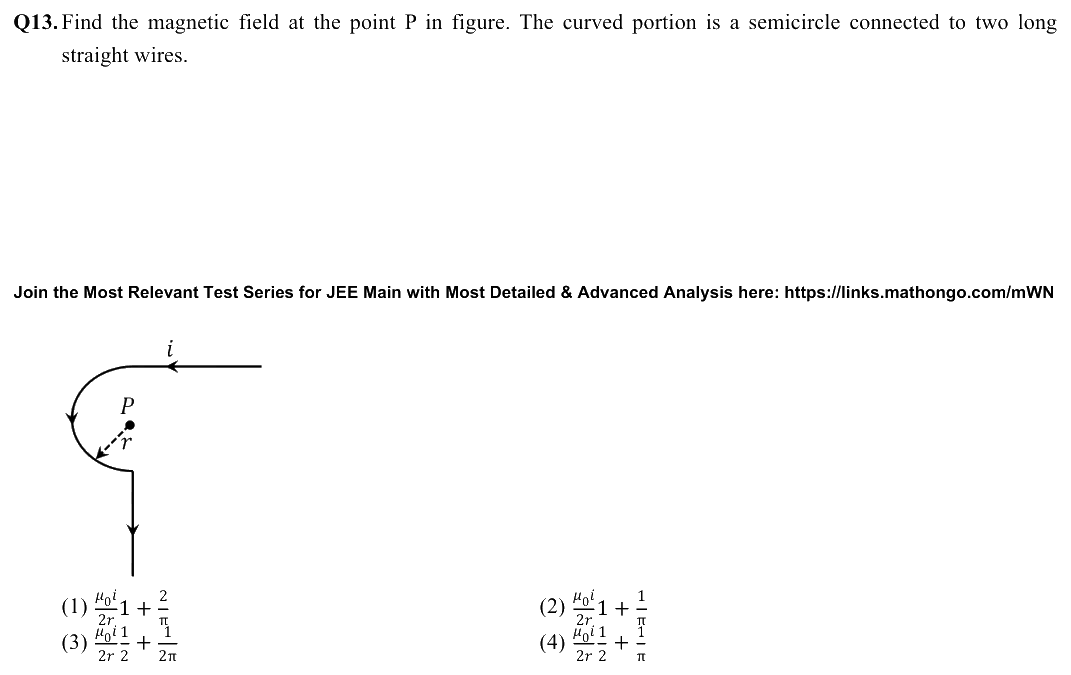 Q13. Find the magnetic field at the point P in figure. The curved portion is a semicircle connected to two long
straight wires.
Join the Most Relevant Test Series for JEE Main with Most Detailed & Advanced Analysis here: https://links.mathongo.com/mWN
i
P
r
(1) μ₀i/2r 1 + 2/π (2) μ₀i/2r 1 + 1/π
(3) μ₀i/2r 1/2 + 1/2π (4) μ₀i/2r 1/2 + 1/π